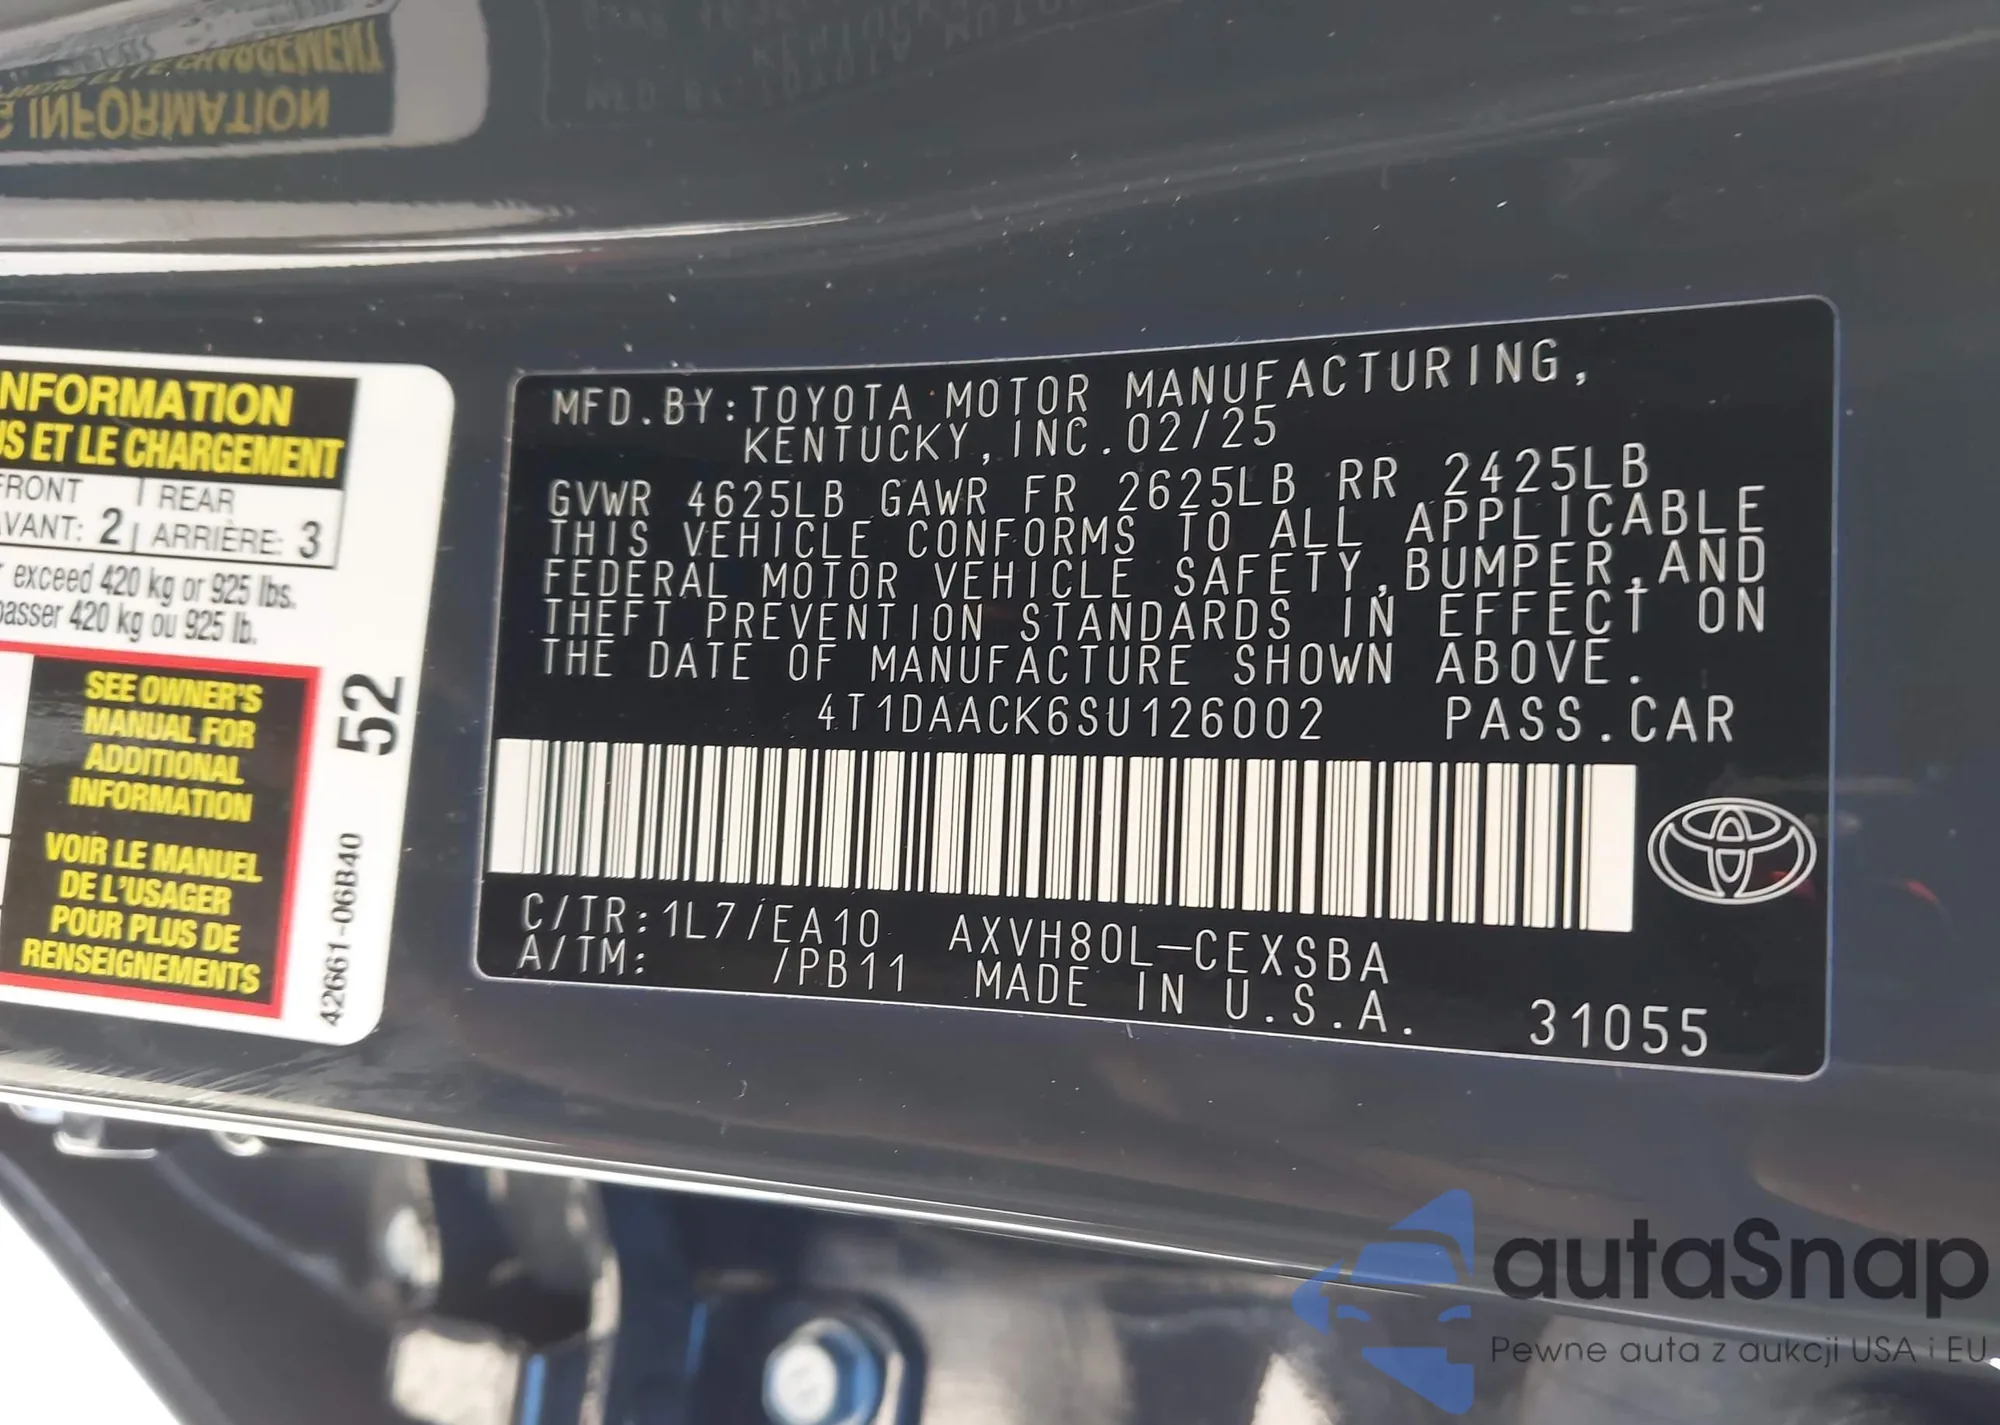 INFORMATION
NFORMATION
US ET LE CHARGEMENT
FRONT | REAR
AVANT: 2 | ARRIÈRE: 3
exceed 420 kg or 925 lbs.
passer 420 kg ou 925 lb.
SEE OWNER'S
MANUAL FOR
ADDITIONAL
INFORMATION
VOIR LE MANUEL
DE L'USAGER
POUR PLUS DE
RENSEIGNEMENTS
52
42661-06B40
MFD.BY:TOYOTA MOTOR MANUFACTURING,
KENTUCKY,INC.02/25
GVWR 4625LB GAWR FR 2625LB RR 2425LB
THIS VEHICLE CONFORMS TO ALL APPLICABLE
FEDERAL MOTOR VEHICLE SAFETY,BUMPER,AND
THEFT PREVENTION STANDARDS IN EFFECT ON
THE DATE OF MANUFACTURE SHOWN ABOVE.
4T1DAACK6SU126002 PASS.CAR
C/TR:1L7/EA10 AXVH80L-CEXSBA
A/TM: /PB11 MADE IN U.S.A. 31055
autaSnap
Pewne auta z aukcji USA i EU